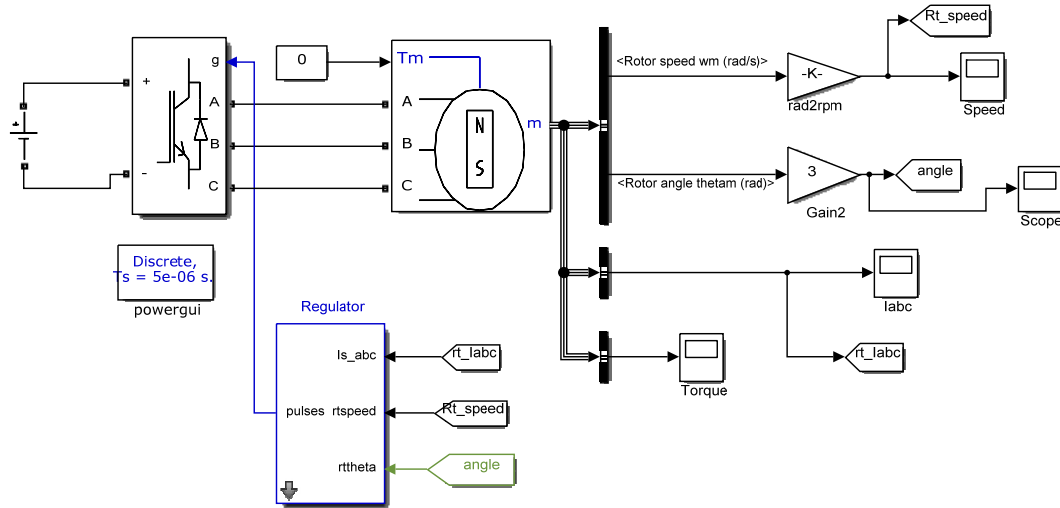 Rt_speed
g
0
Tm
<Rotor speed wm (rad/s)>
-K-
rad2rpm
Speed
+
A
A
N
m
B
B
S
-
C
C
<Rotor angle thetam (rad)>
3
Gain2
angle
Scope
+
Discrete,
Ts = 5e-06 s.
powergui
Iabc
Regulator
Is_abc
rt_Iabc
rt_Iabc
Torque
pulses
rtspeed
Rt_speed
rttheta
angle